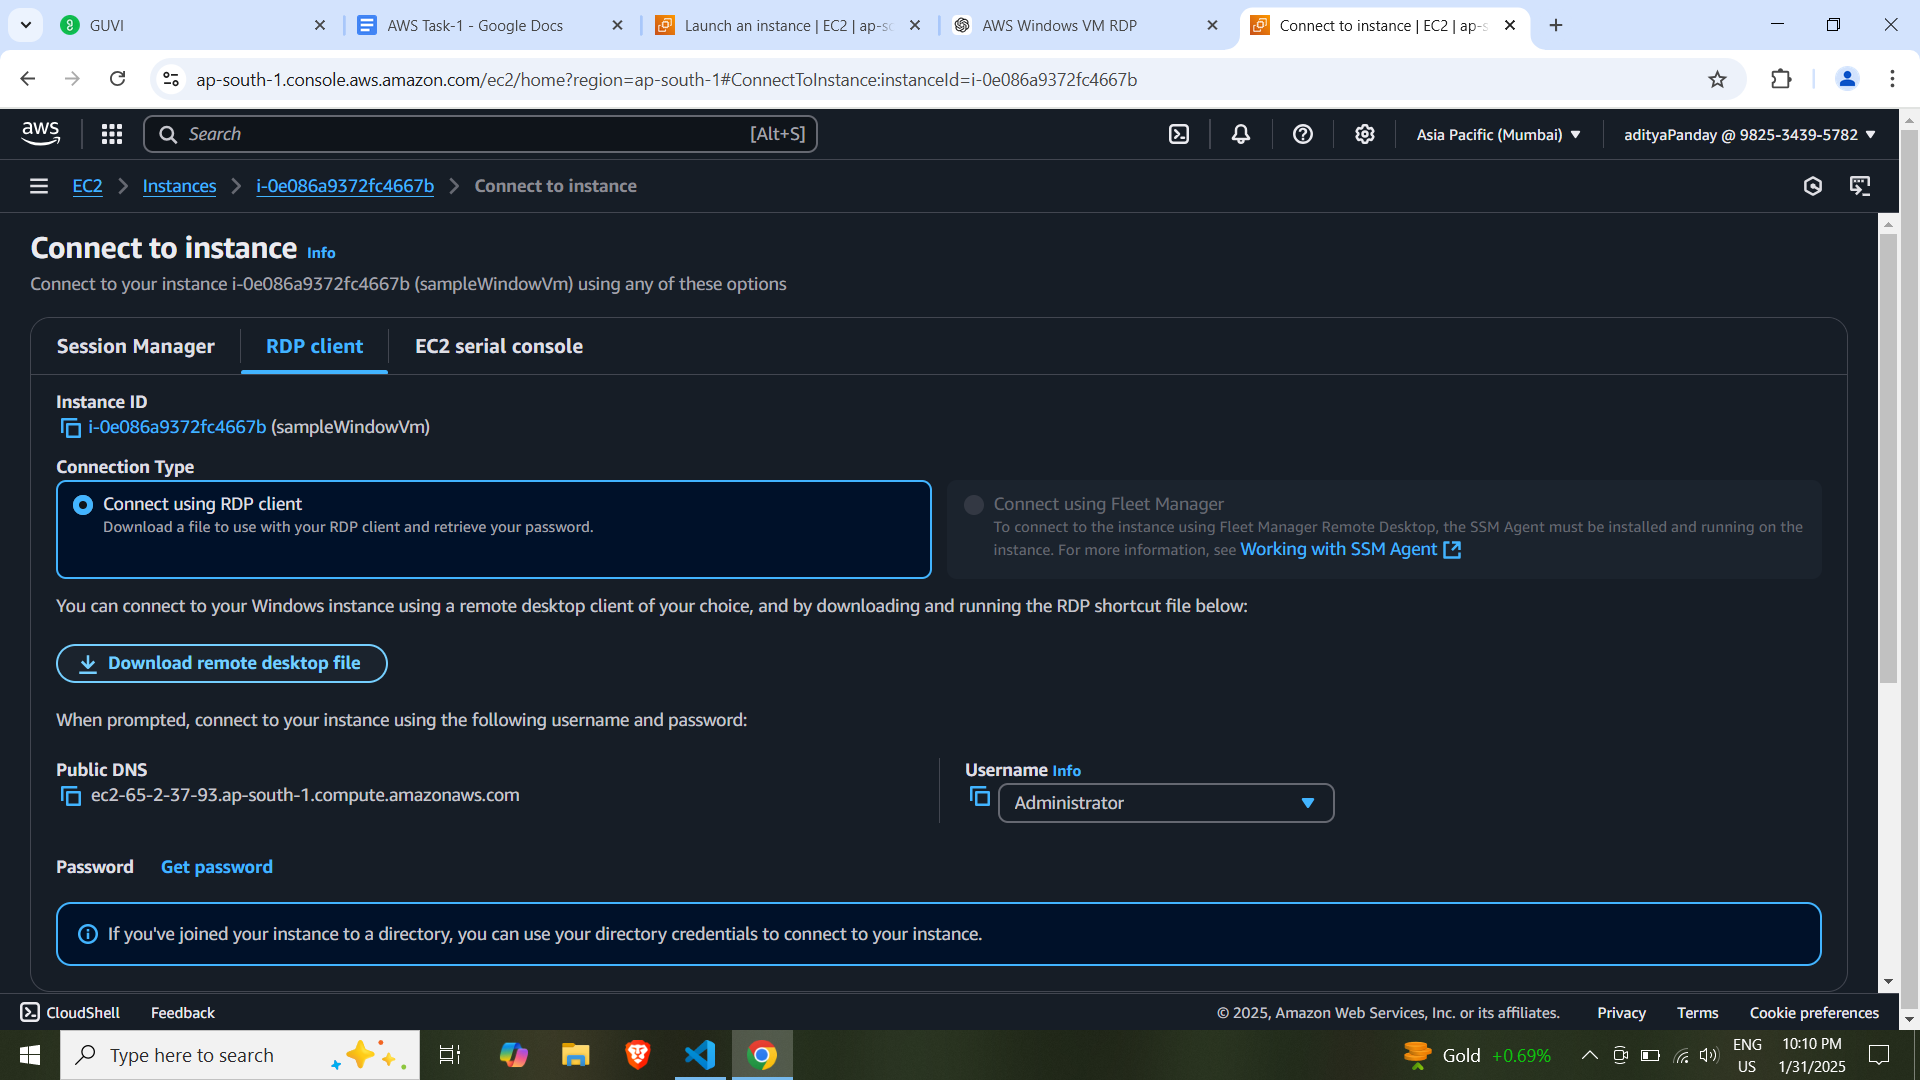 GUVI
AWS Task-1 - Google Docs
Launch an instance | EC2 | ap-so
AWS Windows VM RDP
Connect to instance | EC2 | ap-s
ap-south-1.console.aws.amazon.com/ec2/home?region=ap-south-1#ConnectToInstance:instanceId=i-0e086a9372fc4667b
aws
Search
[Alt+S]
Asia Pacific (Mumbai)
adityaPanday @ 9825-3439-5782
EC2
Instances
i-0e086a9372fc4667b
Connect to instance
Connect to instance Info
Connect to your instance i-0e086a9372fc4667b (sampleWindowVm) using any of these options
Session Manager
RDP client
EC2 serial console
Instance ID
i-0e086a9372fc4667b (sampleWindowVm)
Connection Type
Connect using RDP client
Download a file to use with your RDP client and retrieve your password.
Connect using Fleet Manager
To connect to the instance using Fleet Manager Remote Desktop, the SSM Agent must be installed and running on the
instance. For more information, see Working with SSM Agent
You can connect to your Windows instance using a remote desktop client of your choice, and by downloading and running the RDP shortcut file below:
Download remote desktop file
When prompted, connect to your instance using the following username and password:
Public DNS
ec2-65-2-37-93.ap-south-1.compute.amazonaws.com
Username Info
Administrator
Password
Get password
If you've joined your instance to a directory, you can use your directory credentials to connect to your instance.
CloudShell
Feedback
© 2025, Amazon Web Services, Inc. or its affiliates.
Privacy
Terms
Cookie preferences
Type here to search
Gold +0.69%
ENG
US
10:10 PM
1/31/2025